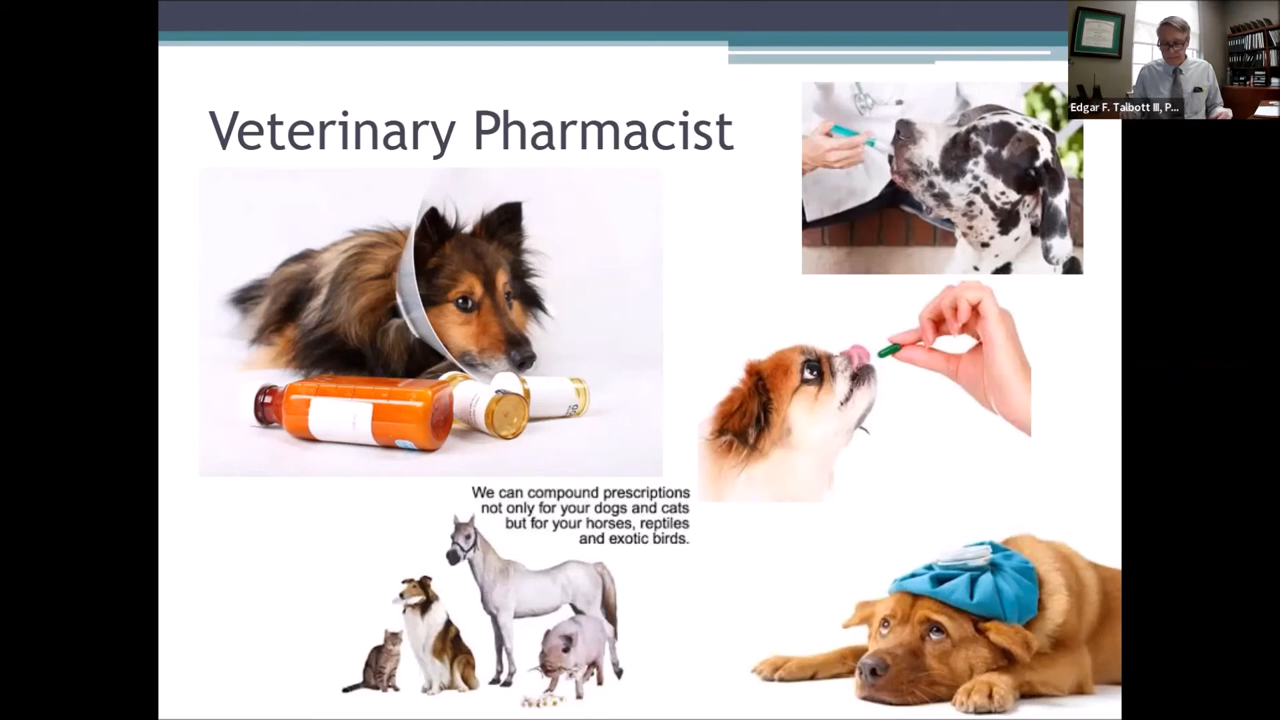 Veterinary Pharmacist
Edgar F. Talbott III, P...
We can compound prescriptions
not only for your dogs and cats
but for your horses, reptiles
and exotic birds.